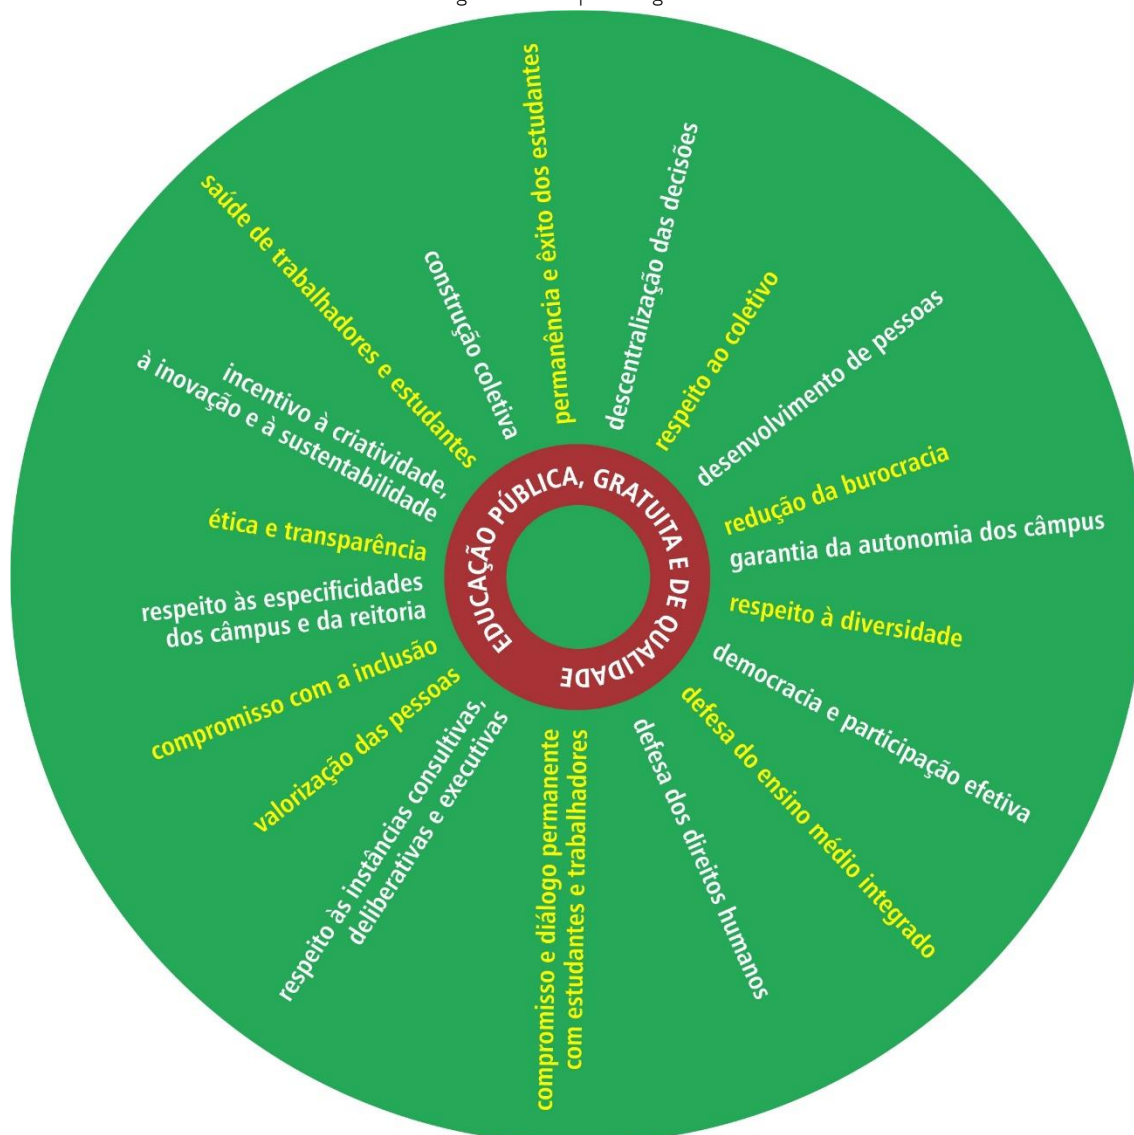 EDUCAÇÃO PÚBLICA, GRATUITA E DE QUALIDADE
permanência e êxito dos estudantes
descentralização das decisões
respeito ao coletivo
desenvolvimento de pessoas
redução da burocracia
garantia da autonomia dos câmpus
respeito à diversidade
democracia e participação efetiva
defesa do ensino médio integrado
defesa dos direitos humanos
compromisso e diálogo permanente
com estudantes e trabalhadores
respeito às instâncias consultivas,
deliberativas e executivas
valorização das pessoas
compromisso com a inclusão
respeito às especificidades
dos câmpus e da reitoria
ética e transparência
incentivo à criatividade,
à inovação e à sustentabilidade
saúde de trabalhadores e estudantes
construção coletiva